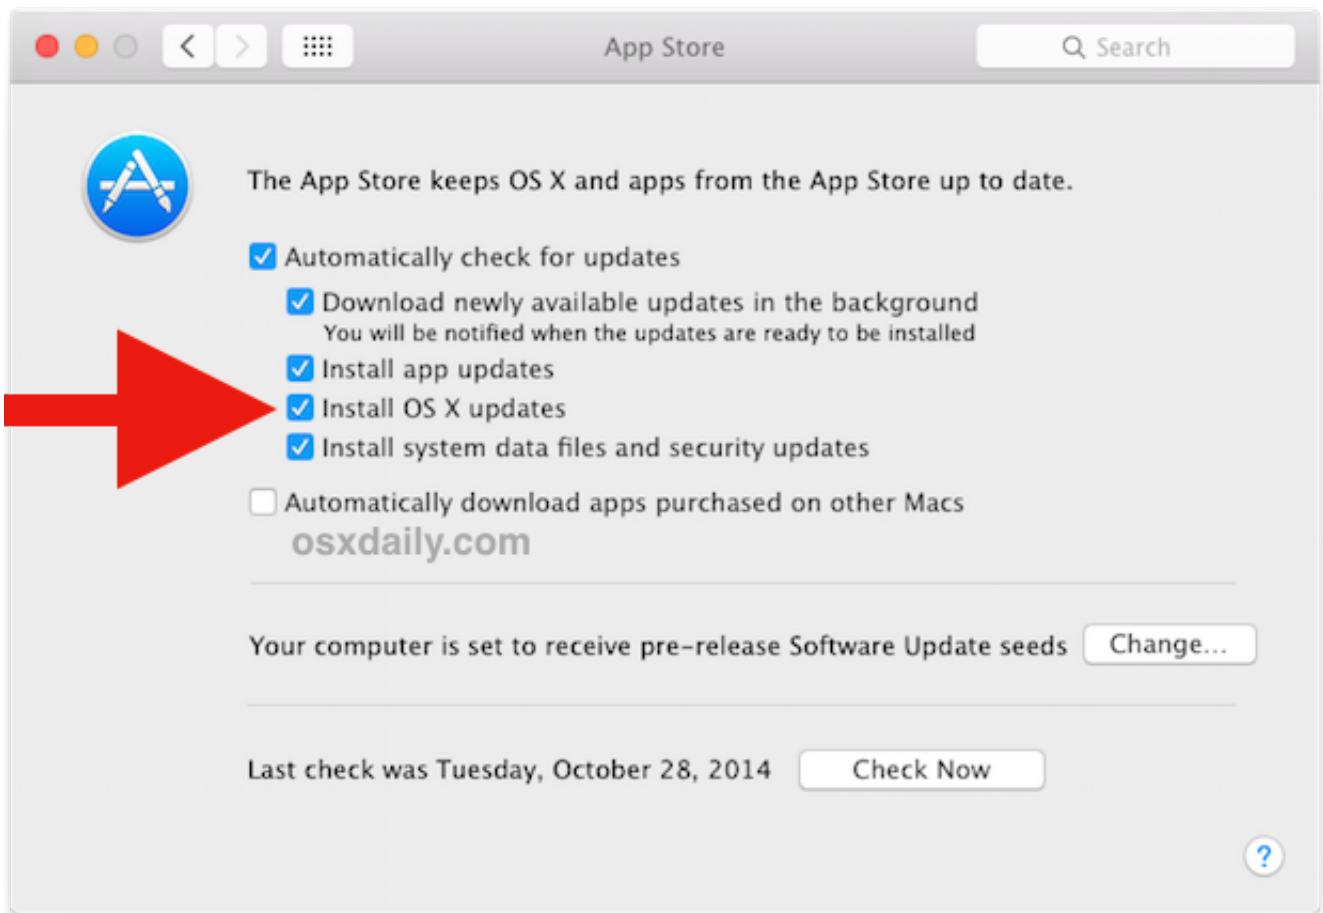 App Store
Search
The App Store keeps OS X and apps from the App Store up to date.
Automatically check for updates
Download newly available updates in the background
You will be notified when the updates are ready to be installed
Install app updates
Install OS X updates
Install system data files and security updates
Automatically download apps purchased on other Macs
osxdaily.com
Your computer is set to receive pre-release Software Update seeds Change...
Last check was Tuesday, October 28, 2014 Check Now
?